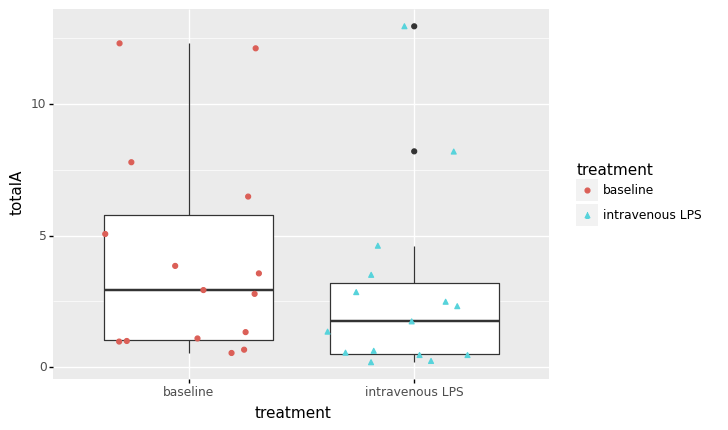 10
5
0
totalA
baseline
intravenous LPS
treatment
treatment
baseline
intravenous LPS